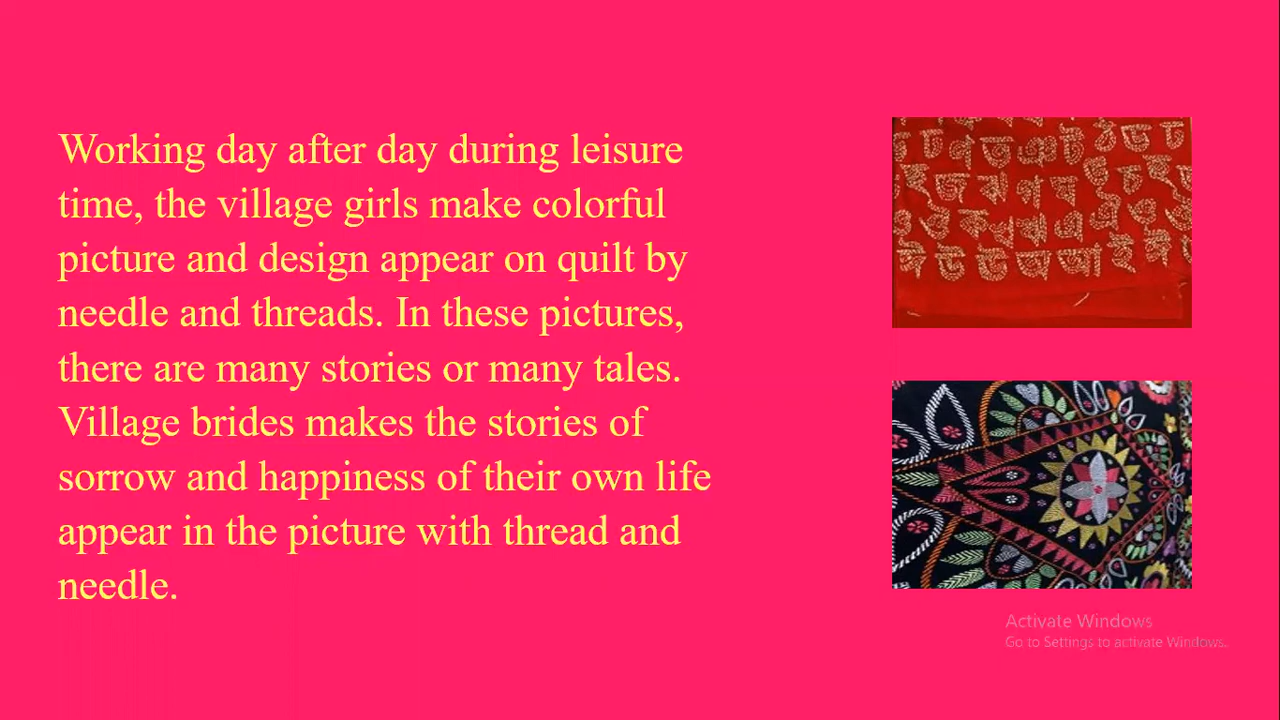 Working day after day during leisure
time, the village girls make colorful
picture and design appear on quilt by
needle and threads. In these pictures,
there are many stories or many tales.
Village brides makes the stories of
sorrow and happiness of their own life
appear in the picture with thread and
needle.
ঠ ড ঢ
জ ঝ
ঈ উ ঊ অ আ ই ঈ
Activate Windows
Go to Settings to activate Windows.